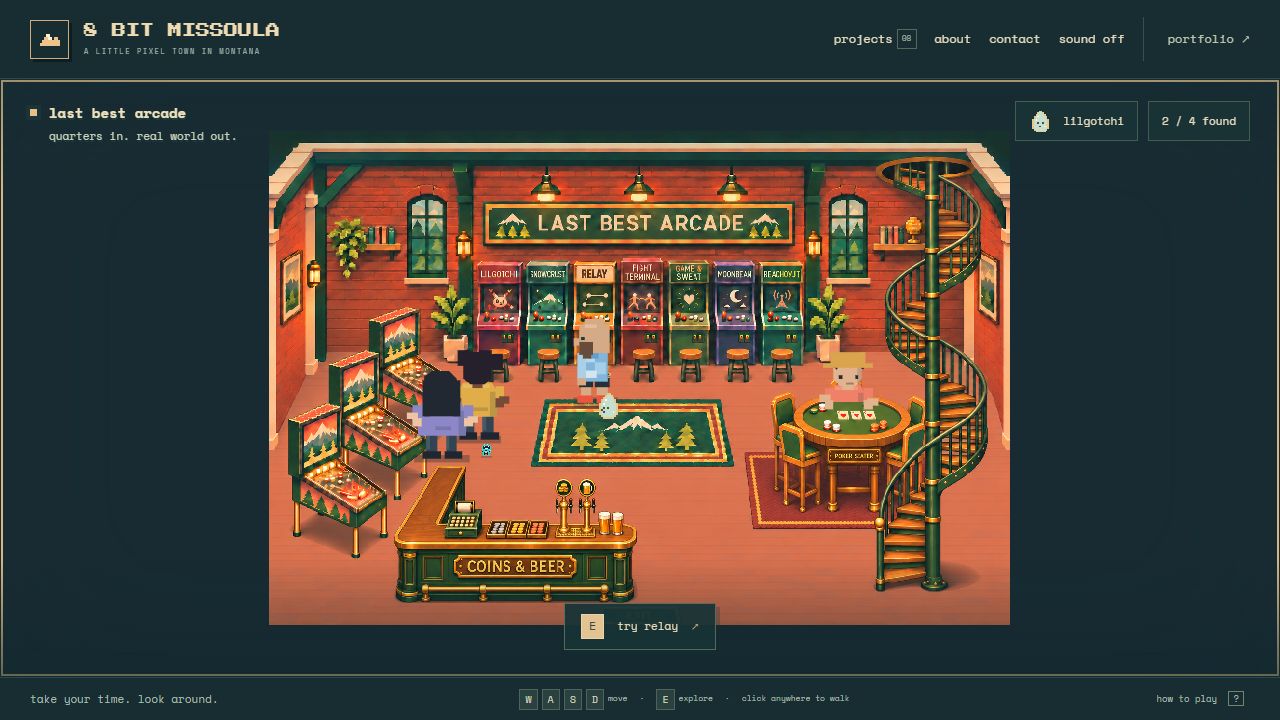 8 BIT MISSOULA
A LITTLE PIXEL TOWN IN MONTANA
projects 08
about
contact
sound off
portfolio ↗
last best arcade
quarters in. real world out.
lilgotchi
2 / 4 found
LAST BEST ARCADE
LILGOTCHI
SNOWCRUST
RELAY
FIGHT
TERMINAL
GAME &
SWEAT
MOONBEAN
REACHOUT
POKER SEATER
COINS & BEER
E try relay ↗
take your time. look around.
W A S D move · E explore · click anywhere to walk
how to play ?